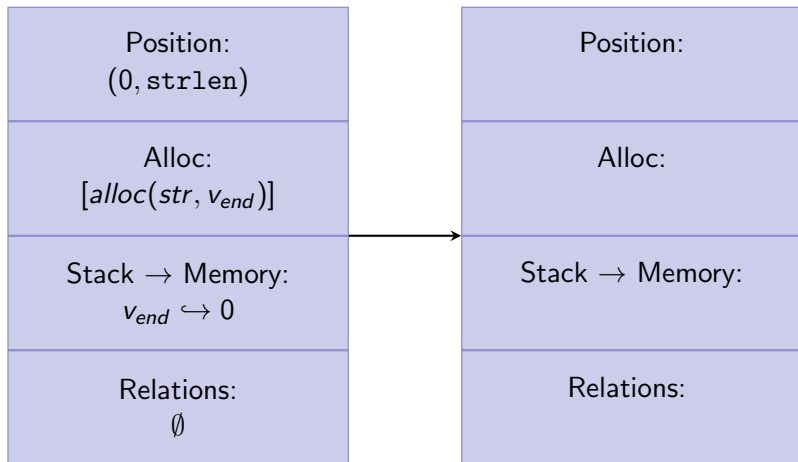 Position:
(0, strlen)
Alloc:
[alloc(str, v_end)]
Stack → Memory:
v_end ↪ 0
Relations:
∅
Position:
Alloc:
Stack → Memory:
Relations: